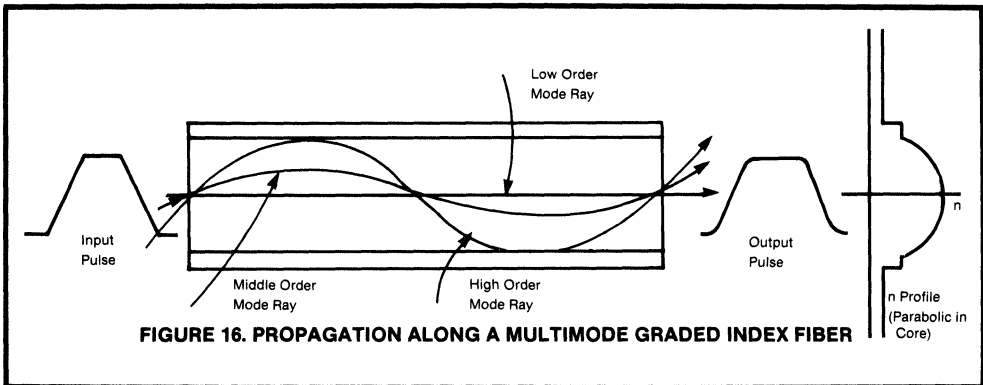 Low Order
Mode Ray
Input
Pulse
Middle Order
Mode Ray
High Order
Mode Ray
Output
Pulse
n
n Profile
(Parabolic in
Core)
FIGURE 16. PROPAGATION ALONG A MULTIMODE GRADED INDEX FIBER